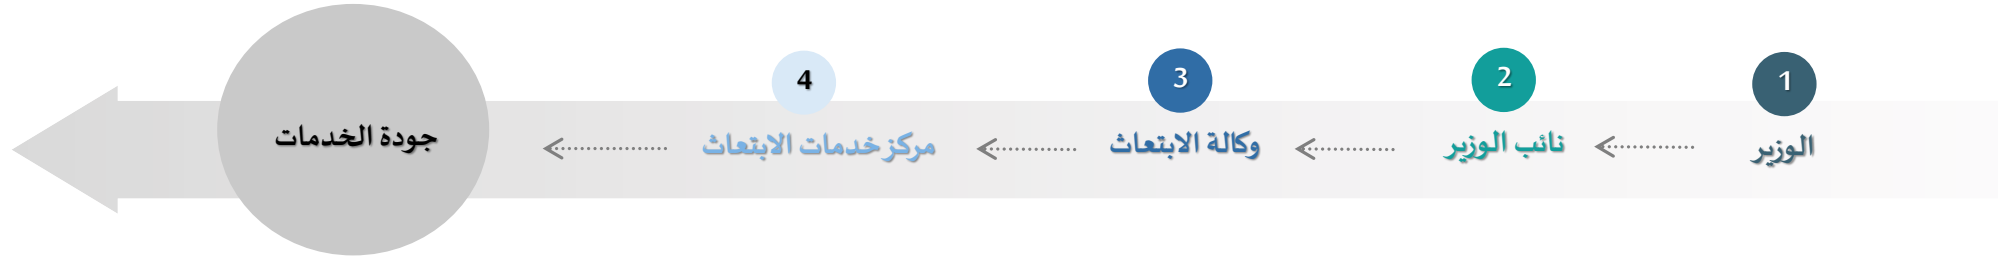 1
الوزير
2
نائب الوزير
3
وكالة الابتعاث
4
مركز خدمات الابتعاث
جودة الخدمات